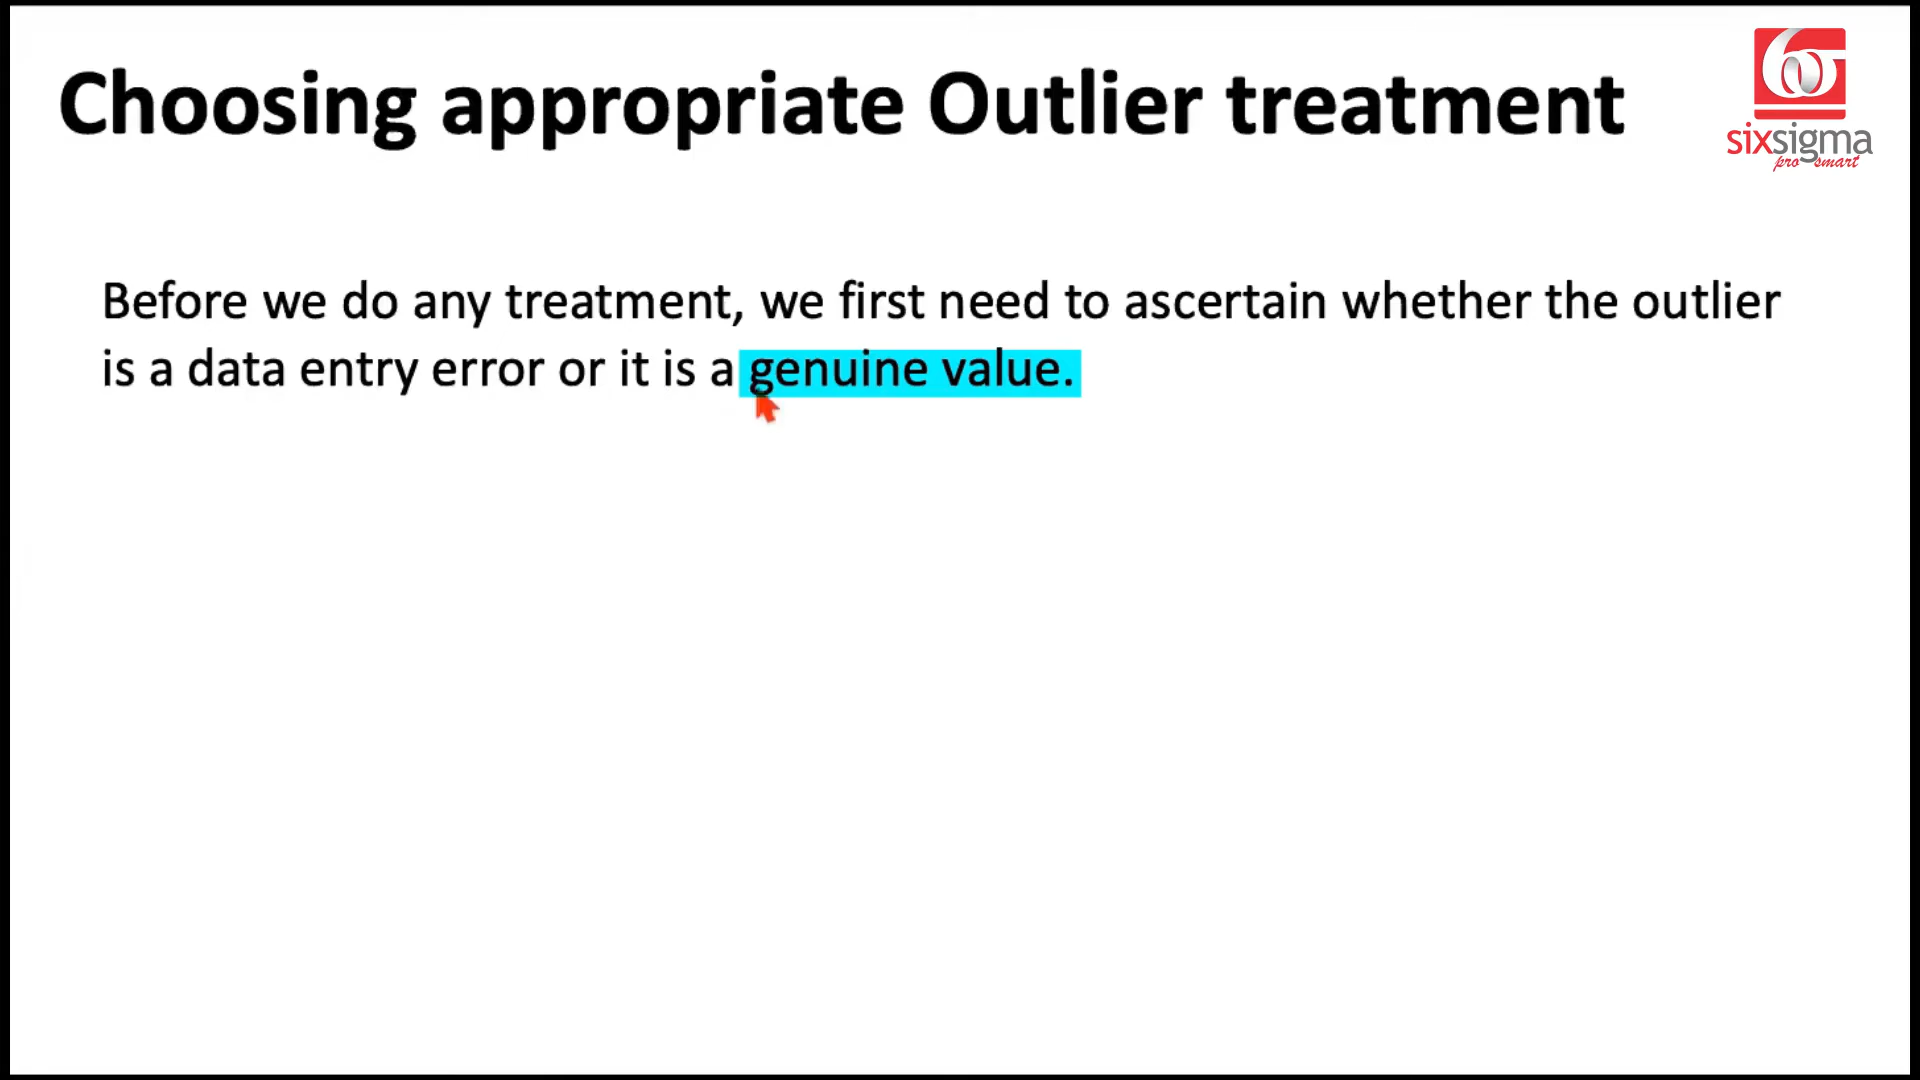 Choosing appropriate Outlier treatment
sixsigma
pro smart
Before we do any treatment, we first need to ascertain whether the outlier
is a data entry error or it is a genuine value.